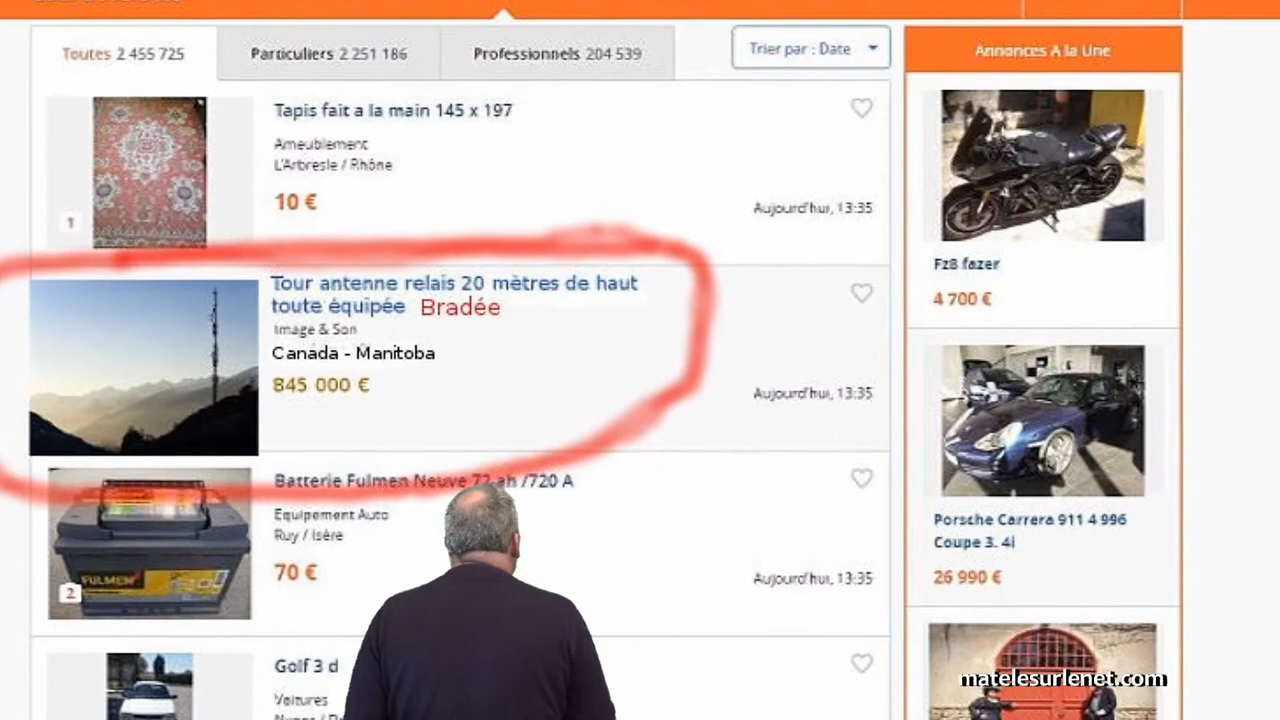 Toutes 2 455 725
Particuliers 2 251 186
Professionnels 204 539
Trier par : Date
Annonces A la Une
Tapis fait a la main 145 x 197
Ameublement
L'Arbresle / Rhône
10 €
1
Aujourd'hui, 13:35
Tour antenne relais 20 mètres de haut
toute équipée Bradée
Image & Son
Canada - Manitoba
845 000 €
Aujourd'hui, 13:35
Batterie Fulmen Neuve 72 ah /720 A
Equipement Auto
Ruy / Isère
70 €
FULMEN
2
Aujourd'hui, 13:35
Golf 3 d
Voitures
Fz8 fazer
4 700 €
Porsche Carrera 911 4 996
Coupe 3. 4i
26 990 €
matelesurlenet.com